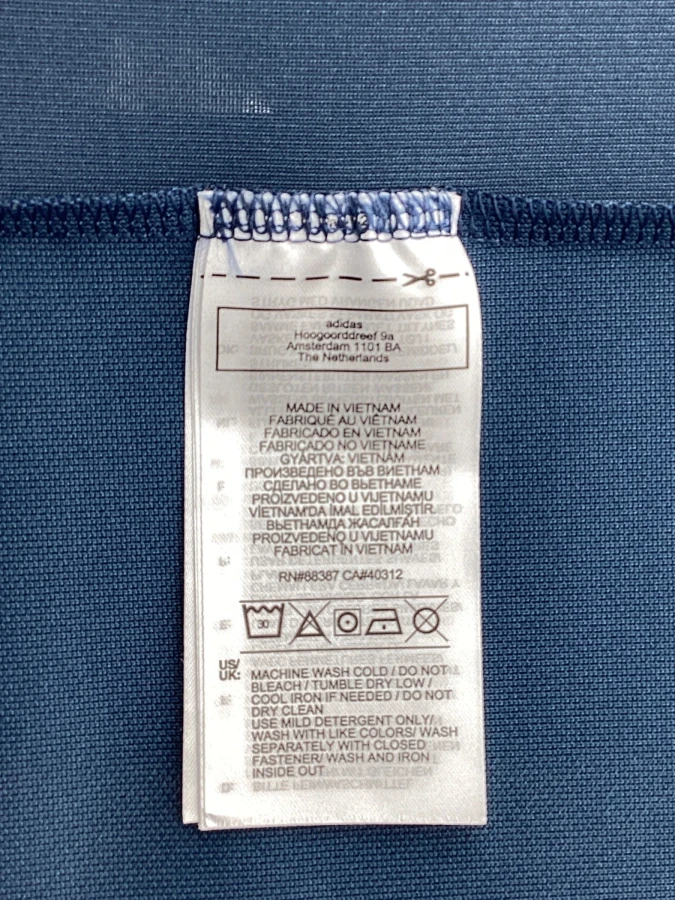 adidas
Hoogoorddreef 9a
Amsterdam 1101 BA
The Netherlands
MADE IN VIETNAM
FABRIQUÉ AU VIÊTNAM
FABRICADO EN VIETNAM
FABRICADO NO VIETNAME
GYÁRTVA: VIETNÁM
ПРОИЗВЕДЕНО ВЪВ ВИЕТНАМ
СДЕЛАНО ВО ВЬЕТНАМЕ
PROIZVEDENO U VIJETNAMU
VİETNAM'DA İMAL EDİLMİŞTİR.
ВЬЕТНАМДА ЖАСАЛҒАН
PROIZVEDENO U VIJETNAMU
FABRICAT ÎN VIETNAM
RN#88387 CA#40312
30
US/
UK: MACHINE WASH COLD / DO NOT
BLEACH / TUMBLE DRY LOW /
COOL IRON IF NEEDED / DO NOT
DRY CLEAN
USE MILD DETERGENT ONLY/
WASH WITH LIKE COLORS/ WASH
SEPARATELY WITH CLOSED
FASTENER/ WASH AND IRON
INSIDE OUT